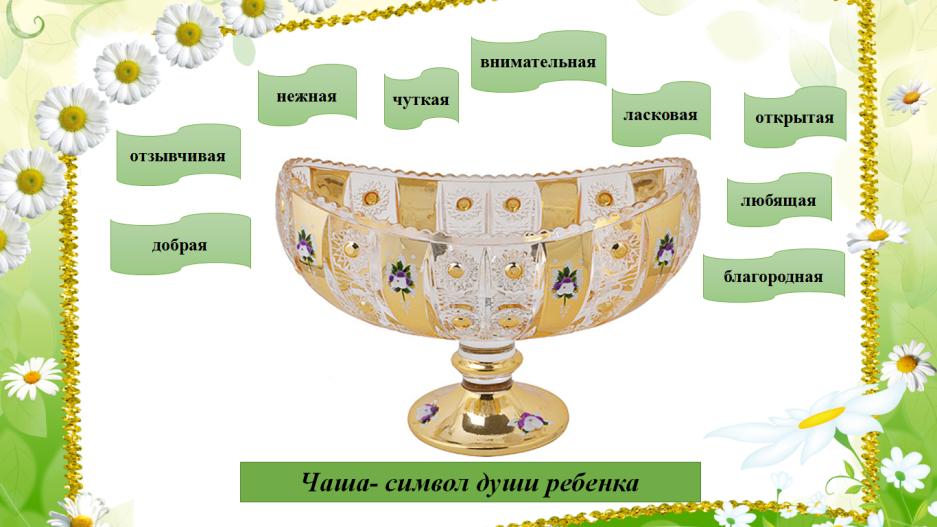 внимательная
нежная
чуткая
ласковая
открытая
отзывчивая
любящая
добрая
благородная
Чаша- символ души ребенка